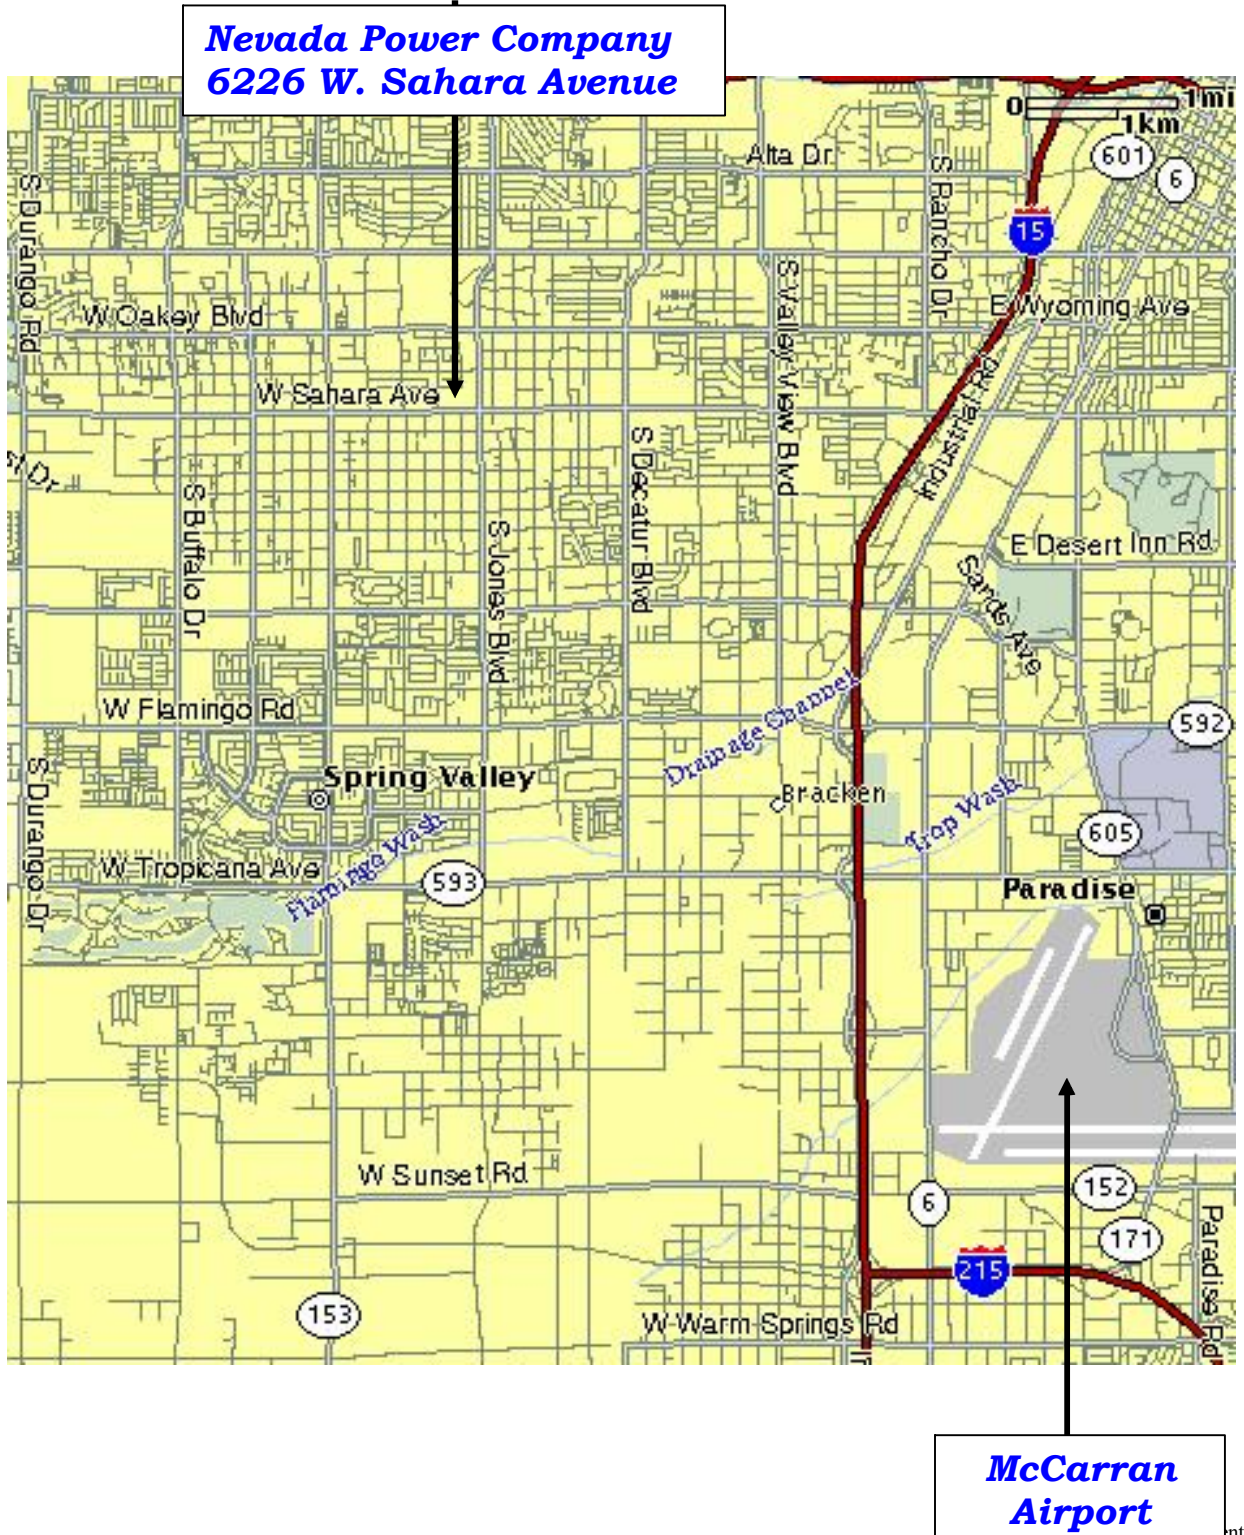 Nevada Power Company
6226 W. Sahara Avenue
0
1mi
1km
Alta Dr
601
6
S Durango Rd
S Rancho Dr
15
S Valley View Blvd
W Oakey Blvd
E Wyoming Ave
W Sahara Ave
Industrial Rd
S Decatur Blvd
st Dr
S Buffalo Dr
S Jones Blvd
E Desert Inn Rd
Sands Ave
W Flamingo Rd
Drainage Channel
592
S Durango Dr
Spring Valley
Bracken
Trop Wash
605
Flamingo Wash
W Tropicana Ave
593
Paradise
W Sunset Rd
152
6
171
Paradise Rd
215
153
W Warm Springs Rd
McCarran
Airport